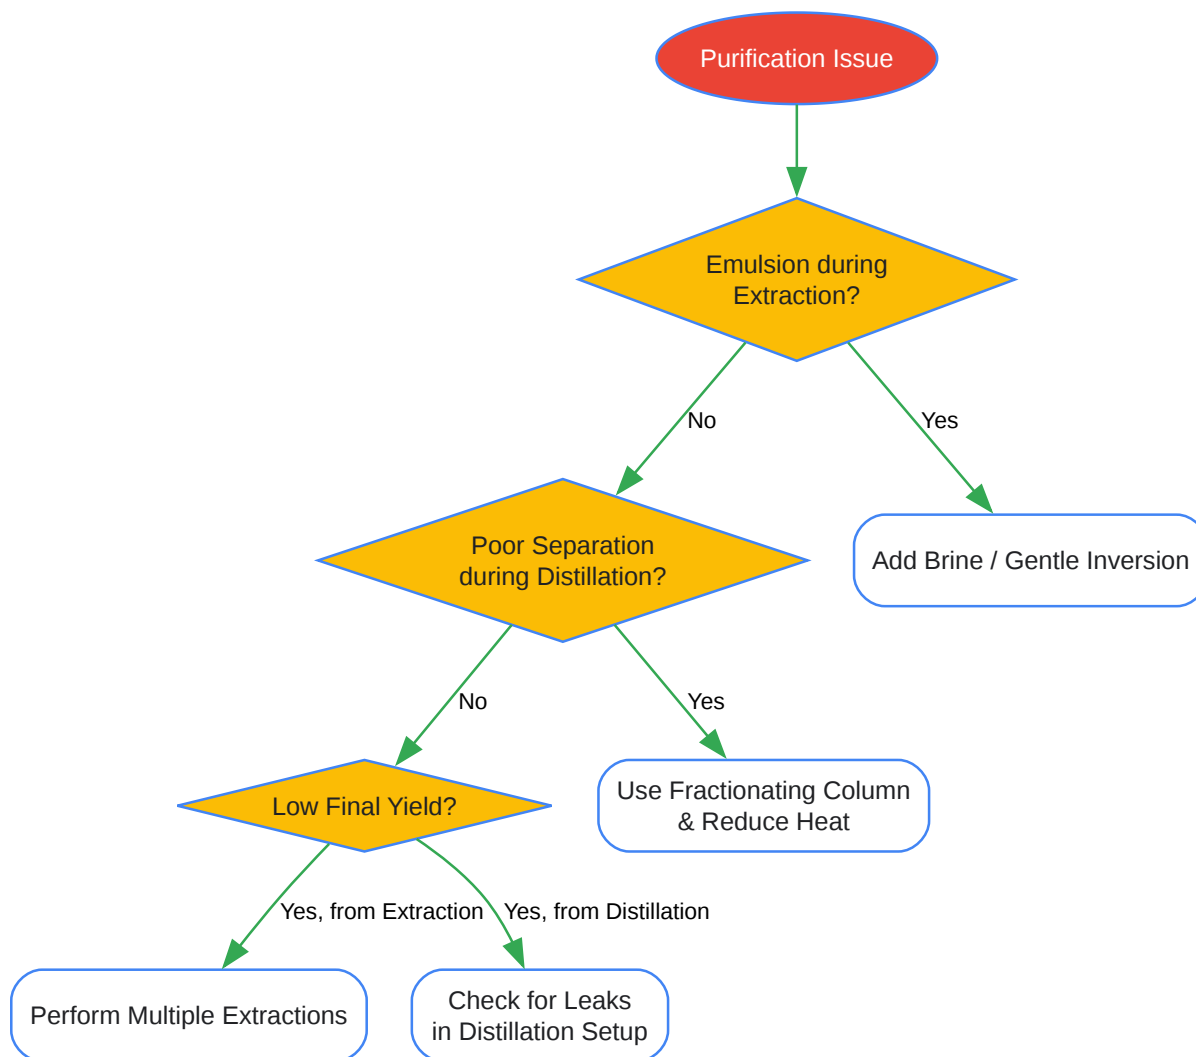 Purification Issue
Emulsion during
Extraction?
No
Yes
Poor Separation
during Distillation?
Add Brine / Gentle Inversion
No
Yes
Low Final Yield?
Use Fractionating Column
& Reduce Heat
Yes, from Extraction
Yes, from Distillation
Perform Multiple Extractions
Check for Leaks
in Distillation Setup